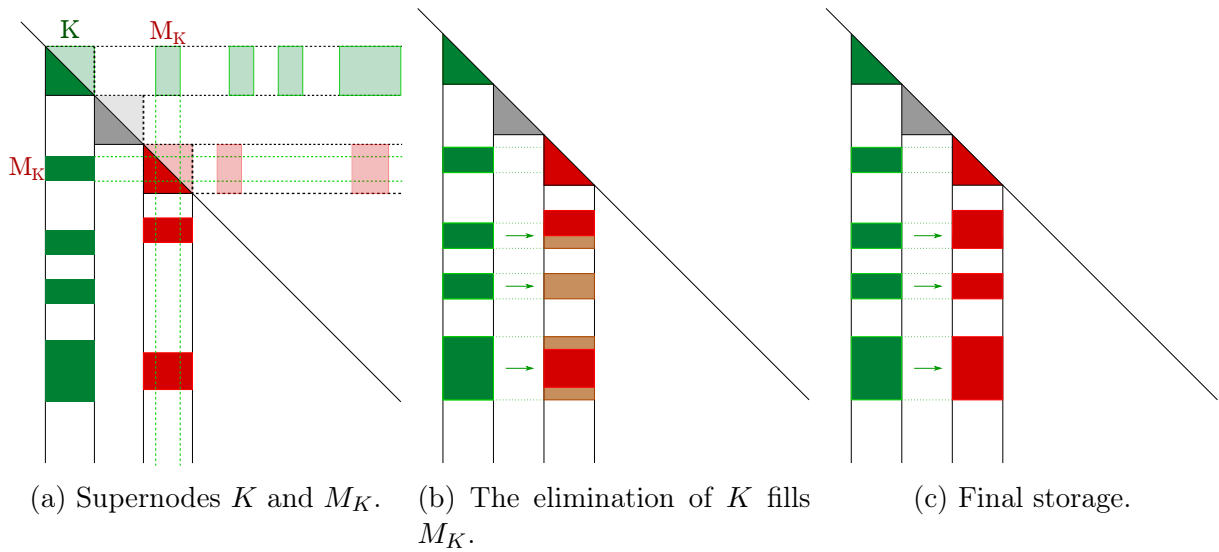 K
M_K
M_K
(a) Supernodes K and M_K.
(b) The elimination of K fills
M_K.
(c) Final storage.